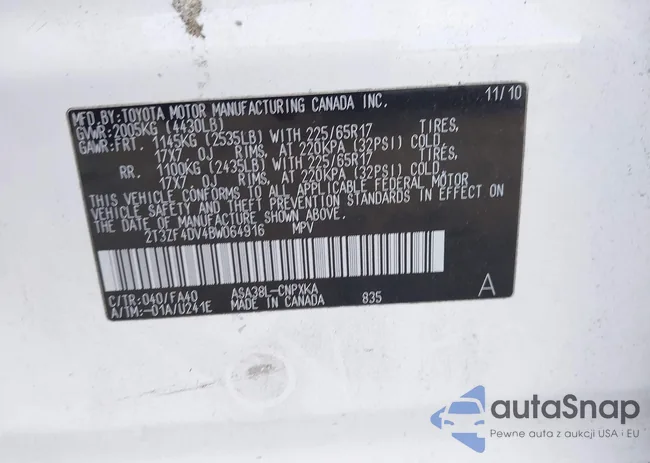 MFD. BY: TOYOTA MOTOR MANUFACTURING CANADA INC. 11/10
GVWR: 2005KG (4430LB)
GAWR: FRT. 1145KG (2535LB) WITH 225/65R17 TIRES,
17X7.0J RIMS, AT 220KPA (32PSI) COLD
RR. 1100KG (2435LB) WITH 225/65R17 TIRES,
17X7.0J RIMS, AT 220KPA (32PSI) COLD
THIS VEHICLE CONFORMS TO ALL APPLICABLE FEDERAL MOTOR
VEHICLE SAFETY AND THEFT PREVENTION STANDARDS IN EFFECT ON
THE DATE OF MANUFACTURE SHOWN ABOVE.
2T3ZF4DV4BW064916 MPV
C/TR: 040/FA40 ASA38L-CNPXKA A
A/TM: -01A/U241E MADE IN CANADA 835
autaSnap
Pewne auta z aukcji USA i EU